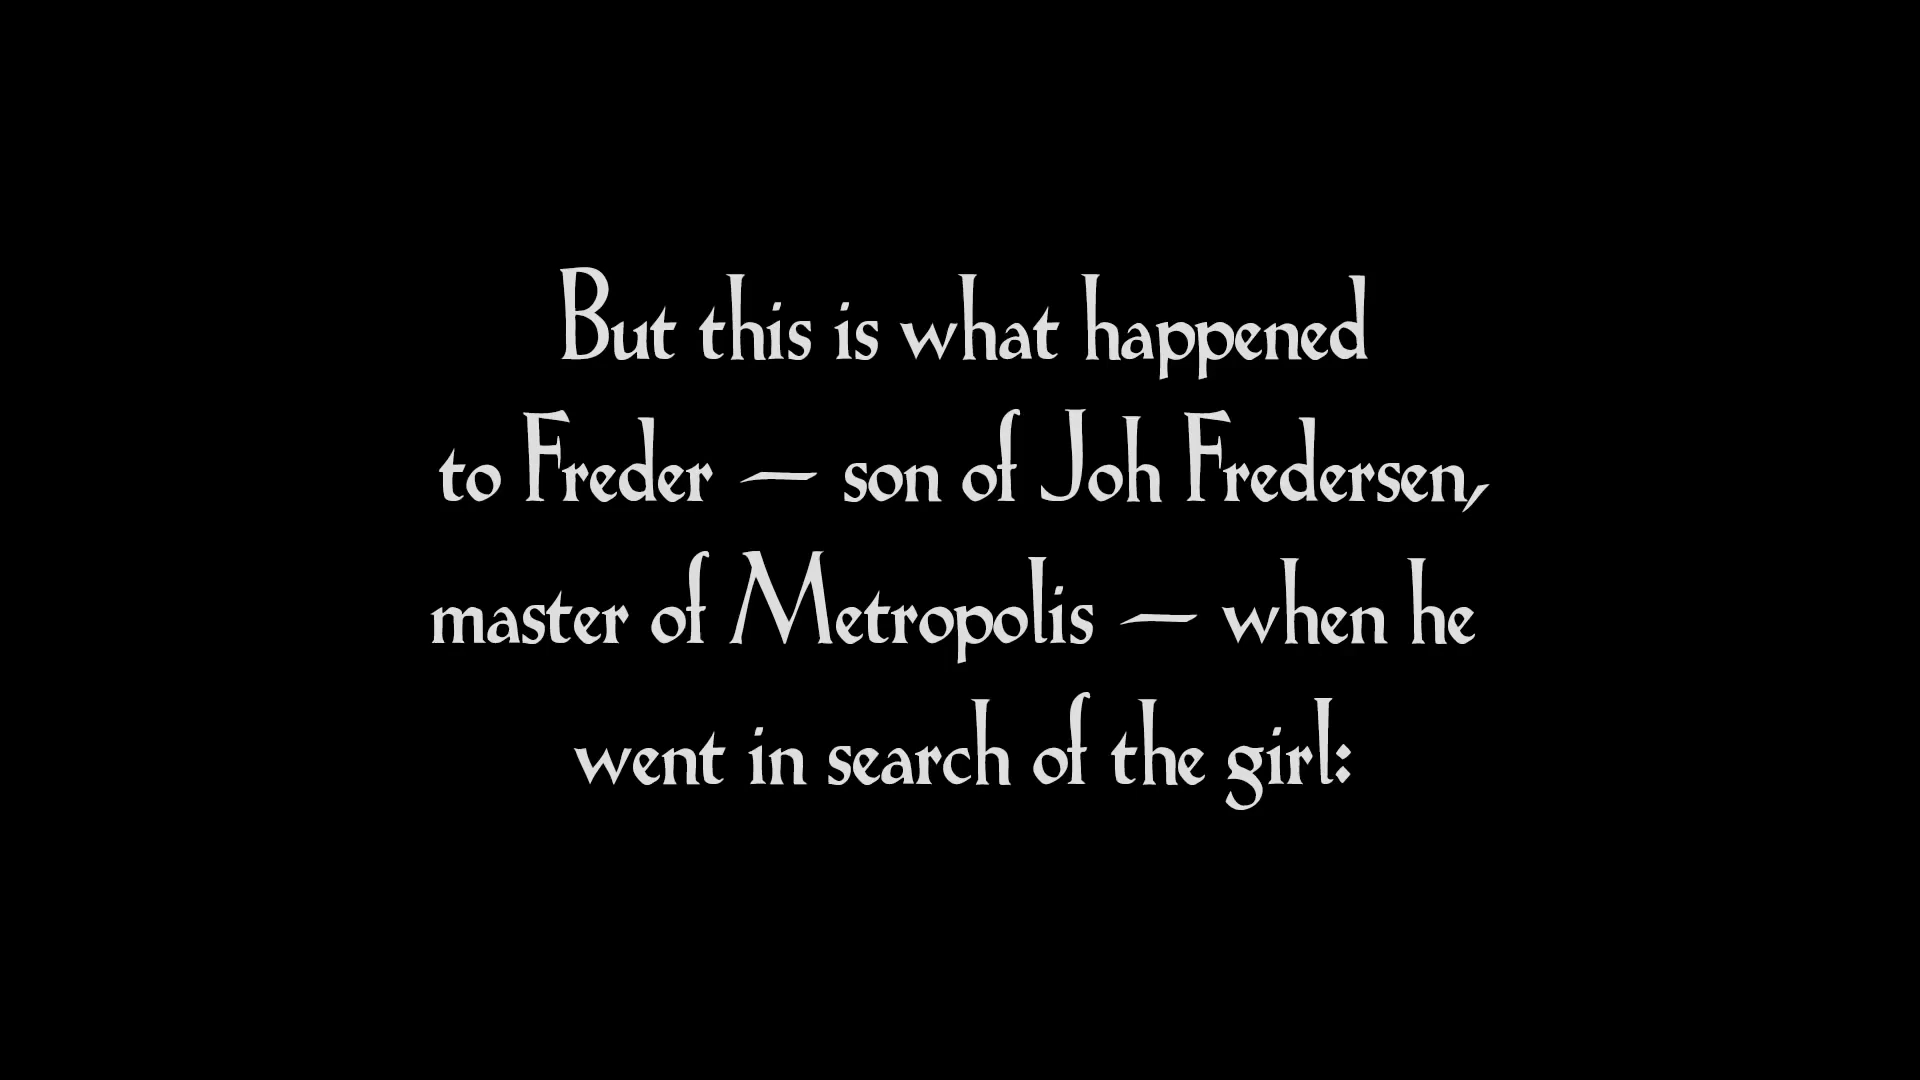 But this is what happened
to Freder — son of Joh Fredersen,
master of Metropolis — when he
went in search of the girl: